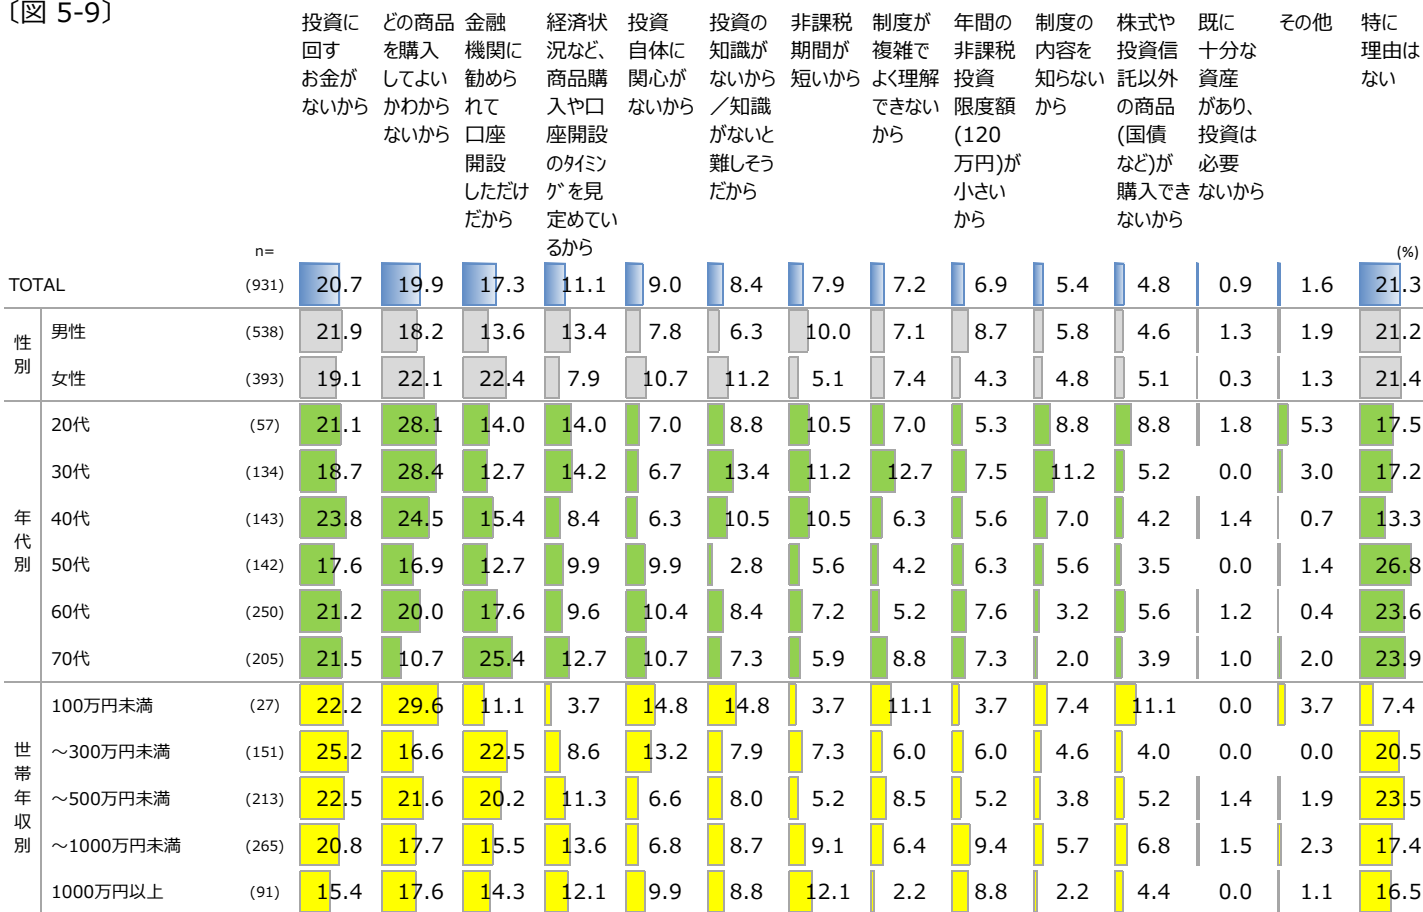 〔図 5-9〕
投資に
回す
お金が
ないから
どの商品
を購入
してよい
かわから
ないから
金融
機関に
勧めら
れて
口座
開設
しただけ
だから
経済状
況など、
商品購
入や口
座開設
のﾀｲﾐﾝ
ｸﾞを見
定めてい
るから
投資
自体に
関心が
ないから
投資の
知識が
ないから
／知識
がないと
難しそう
だから
非課税
期間が
短いから
制度が
複雑で
よく理解
できない
から
年間の
非課税
投資
限度額
(120
万円)が
小さい
から
制度の
内容を
知らない
から
株式や
投資信
託以外
の商品
(国債
など)が
購入でき
ないから
既に
十分な
資産
があり、
投資は
必要
ないから
その他
特に
理由は
ない
n=
(%)
TOTAL (931) 20.7 19.9 17.3 11.1 9.0 8.4 7.9 7.2 6.9 5.4 4.8 0.9 1.6 21.3
性別
男性 (538) 21.9 18.2 13.6 13.4 7.8 6.3 10.0 7.1 8.7 5.8 4.6 1.3 1.9 21.2
女性 (393) 19.1 22.1 22.4 7.9 10.7 11.2 5.1 7.4 4.3 4.8 5.1 0.3 1.3 21.4
年代別
20代 (57) 21.1 28.1 14.0 14.0 7.0 8.8 10.5 7.0 5.3 8.8 8.8 1.8 5.3 17.5
30代 (134) 18.7 28.4 12.7 14.2 6.7 13.4 11.2 12.7 7.5 11.2 5.2 0.0 3.0 17.2
40代 (143) 23.8 24.5 15.4 8.4 6.3 10.5 10.5 6.3 5.6 7.0 4.2 1.4 0.7 13.3
50代 (142) 17.6 16.9 12.7 9.9 9.9 2.8 5.6 4.2 6.3 5.6 3.5 0.0 1.4 26.8
60代 (250) 21.2 20.0 17.6 9.6 10.4 8.4 7.2 5.2 7.6 3.2 5.6 1.2 0.4 23.6
70代 (205) 21.5 10.7 25.4 12.7 10.7 7.3 5.9 8.8 7.3 2.0 3.9 1.0 2.0 23.9
世帯年収別
100万円未満 (27) 22.2 29.6 11.1 3.7 14.8 14.8 3.7 11.1 3.7 7.4 11.1 0.0 3.7 7.4
～300万円未満 (151) 25.2 16.6 22.5 8.6 13.2 7.9 7.3 6.0 6.0 4.6 4.0 0.0 0.0 20.5
～500万円未満 (213) 22.5 21.6 20.2 11.3 6.6 8.0 5.2 8.5 5.2 3.8 5.2 1.4 1.9 23.5
～1000万円未満 (265) 20.8 17.7 15.5 13.6 6.8 8.7 9.1 6.4 9.4 5.7 6.8 1.5 2.3 17.4
1000万円以上 (91) 15.4 17.6 14.3 12.1 9.9 8.8 12.1 2.2 8.8 2.2 4.4 0.0 1.1 16.5